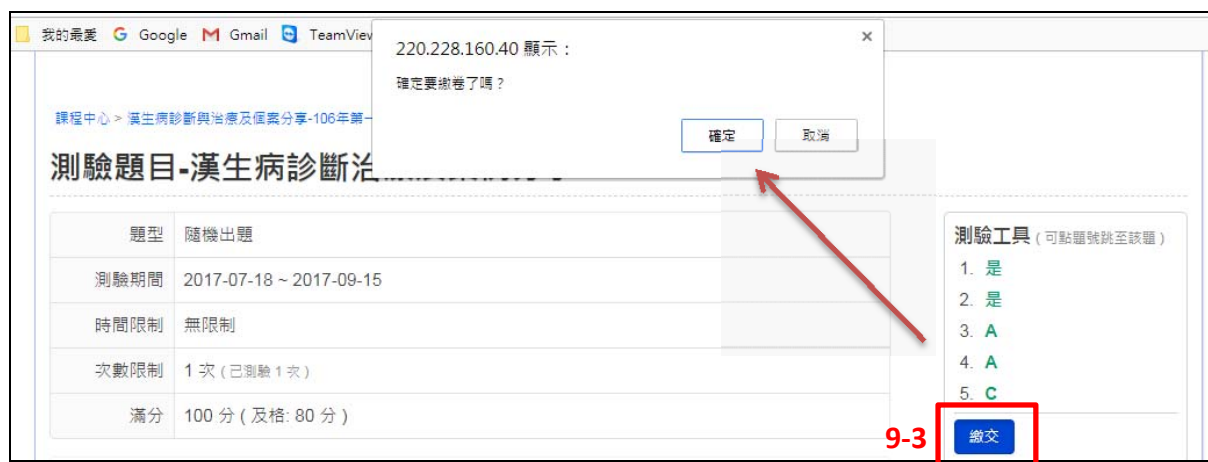 我的最愛 Google Gmail TeamView
220.228.160.40 顯示：
確定要繳卷了嗎？
確定 取消
課程中心 > 漢生病診斷與治療及個案分享-106年第一
測驗題目-漢生病診斷治
題型 隨機出題
測驗期間 2017-07-18 ~ 2017-09-15
時間限制 無限制
次數限制 1 次 ( 已測驗 1 次 )
滿分 100 分 ( 及格: 80 分 )
測驗工具 ( 可點題號跳至該題 )
1. 是
2. 是
3. A
4. A
5. C
9-3 繳交